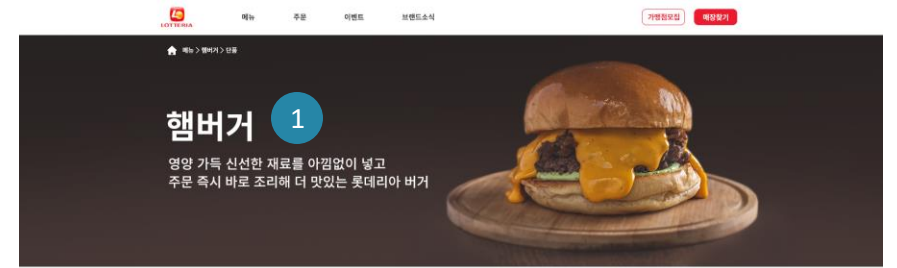 LOTTERIA
메뉴 주문 이벤트 브랜드소식
가맹점모집 매장찾기
메뉴 > 햄버거 > 단품
햄버거 1
영양 가득 신선한 재료를 아낌없이 넣고
주문 즉시 바로 조리해 더 맛있는 롯데리아 버거